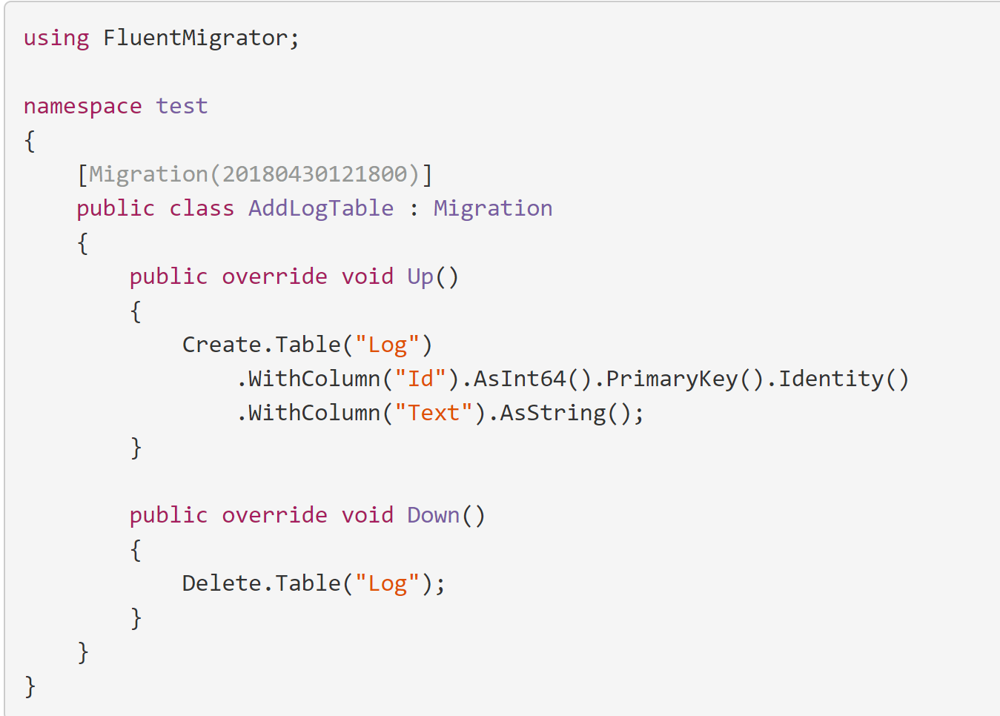 using FluentMigrator;

namespace test
{
    [Migration(20180430121800)]
    public class AddLogTable : Migration
    {
        public override void Up()
        {
            Create.Table("Log")
                .WithColumn("Id").AsInt64().PrimaryKey().Identity()
                .WithColumn("Text").AsString();
        }

        public override void Down()
        {
            Delete.Table("Log");
        }
    }
}